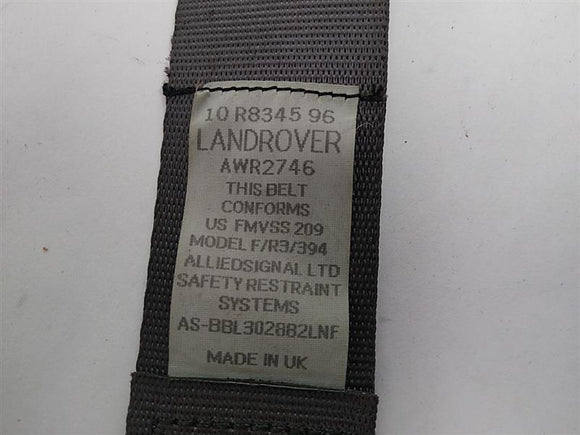 10 R8345 96
LANDROVER
AWR2746
THIS BELT
CONFORMS
US FMVSS 209
MODEL F/R3/394
ALLIEDSIGNAL LTD
SAFETY RESTRAINT
SYSTEMS
AS-BBL302882LNF
MADE IN UK